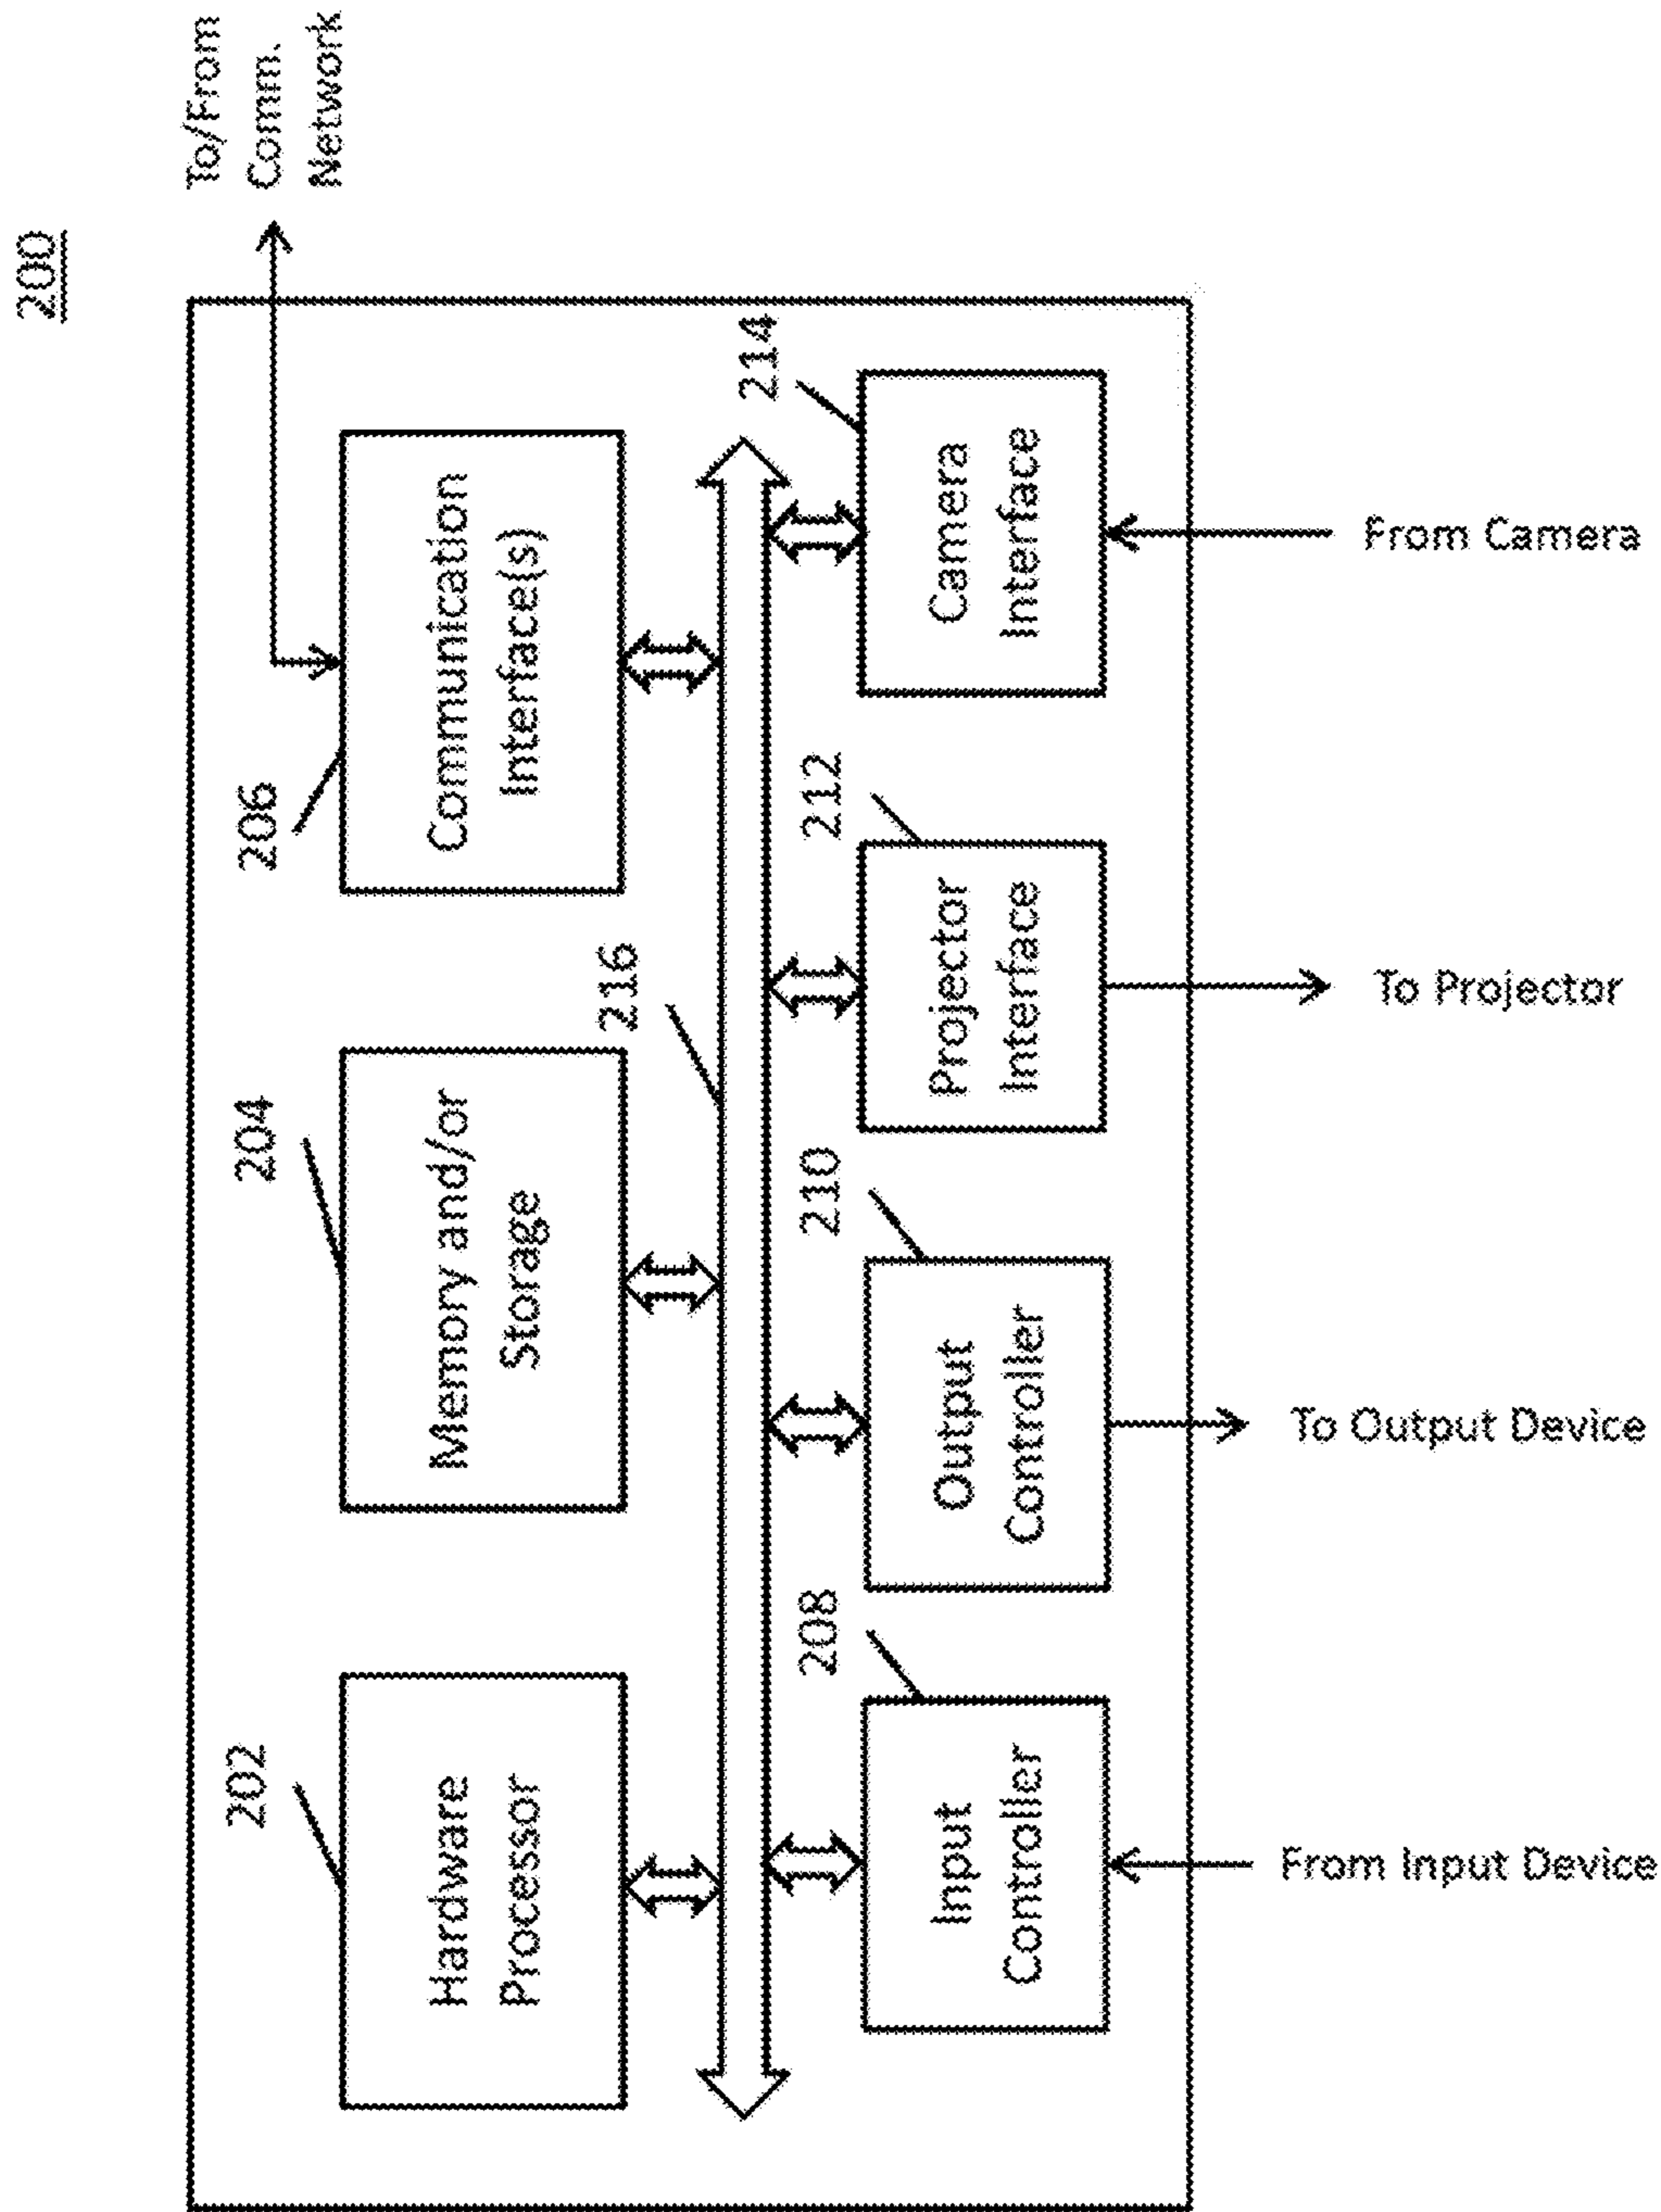 200
To/From
Comm.
Network
202
Hardware
Processor
204
Memory and/or
Storage
206
Communication
Interface(s)
216
208
Input
Controller
210
Output
Controller
212
Projector
Interface
214
Camera
Interface
From Input Device
To Output Device
To Projector
From Camera